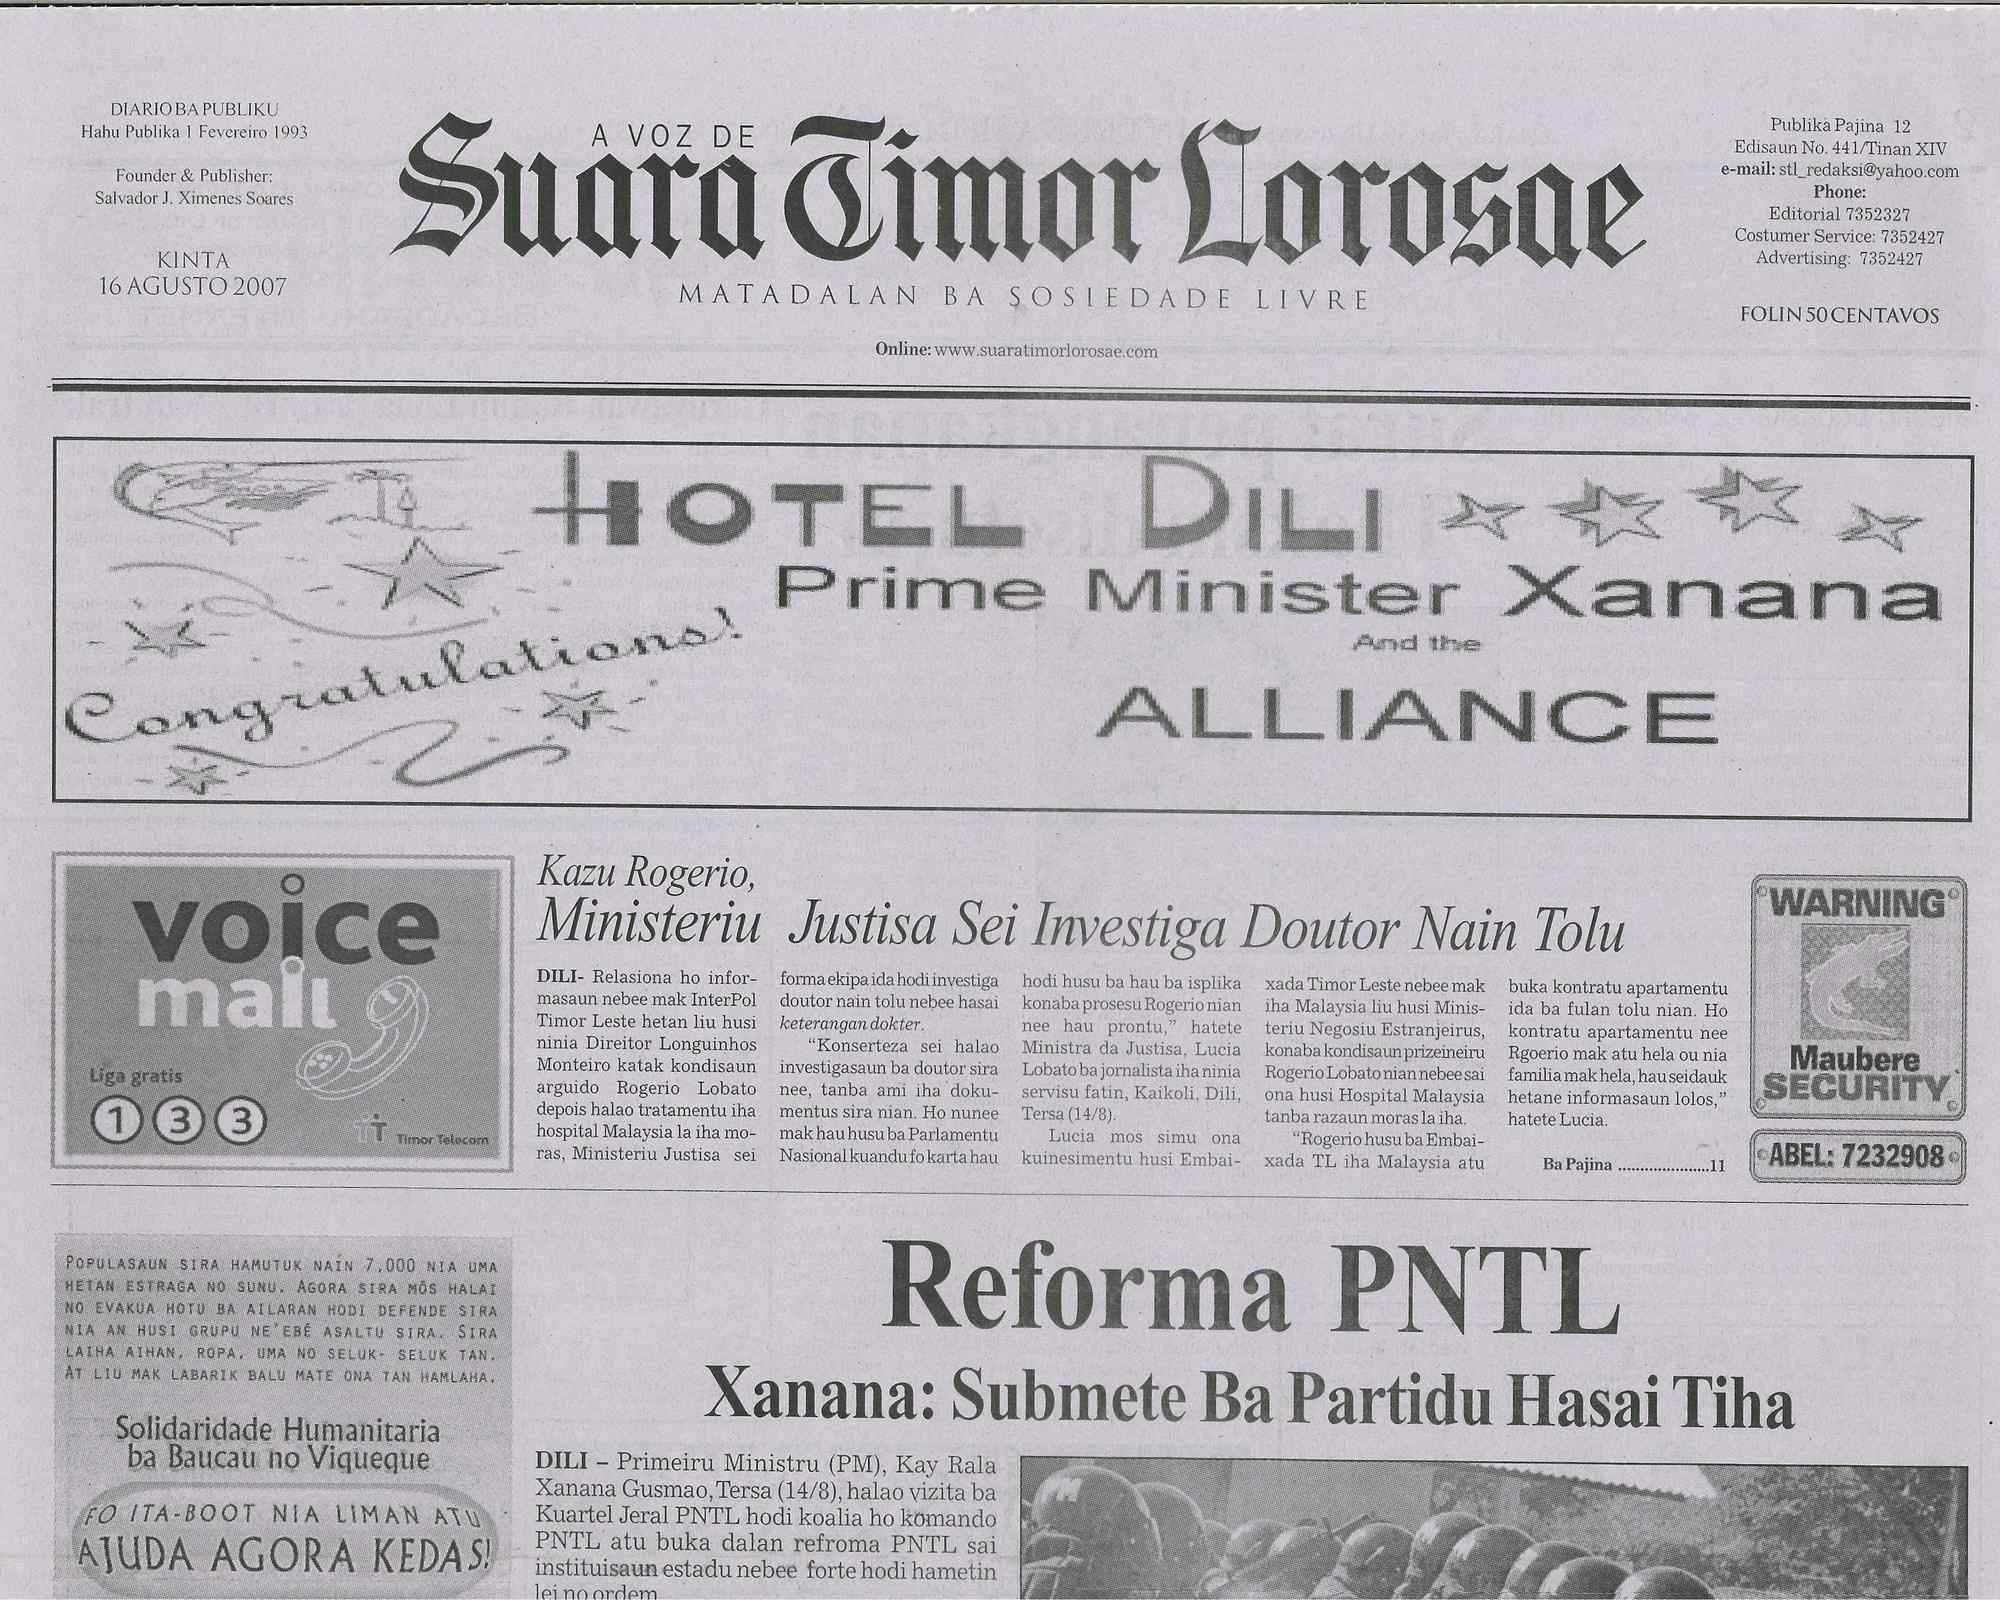 DIARIO BA PUBLIKU
Hahu Publika 1 Fevereiro 1993
Founder & Publisher:
Salvador J. Ximenes Soares
KINTA
16 AGUSTO 2007
A VOZ DE
Suara Timor Lorosae
MATADALAN BA SOSIEDADE LIVRE
Online: www.suaratimorlorosae.com
Publika Pajina 12
Edisaun No. 441/Tinan XIV
e-mail: stl_redaksi@yahoo.com
Phone:
Editorial 7352327
Costumer Service: 7352427
Advertising: 7352427
FOLIN 50 CENTAVOS
HOTEL DILI
Congratulations!
Prime Minister Xanana
And the
ALLIANCE
voice
mail
Liga gratis
1 3 3
Timor Telecom
Kazu Rogerio,
Ministeriu Justisa Sei Investiga Doutor Nain Tolu
DILI- Relasiona ho infor-
masaun nebee mak InterPol
Timor Leste hetan liu husi
ninia Direitor Longuinhos
Monteiro katak kondisaun
arguido Rogerio Lobato
depois halao tratamentu iha
hospital Malaysia la iha mo-
ras, Ministeriu Justisa sei
forma ekipa ida hodi investiga
doutor nain tolu nebee hasai
keterangan dokter.
“Konserteza sei halao
investigasaun ba doutor sira
nee, tanba ami iha doku-
mentus sira nian. Ho nunee
mak hau husu ba Parlamentu
Nasional kuandu fo karta hau
hodi husu ba hau ba isplika
konaba prosesu Rogerio nian
nee hau prontu,” hatete
Ministra da Justisa, Lucia
Lobato ba jornalista iha ninia
servisu fatin, Kaikoli, Dili,
Tersa (14/8).
Lucia mos simu ona
kuinesimentu husi Embai-
xada Timor Leste nebee mak
iha Malaysia liu husi Minis-
teriu Negosiu Estranjeirus,
konaba kondisaun prizeineiru
Rogerio Lobato nian nebee sai
ona husi Hospital Malaysia
tanba razaun moras la iha.
“Rogerio husu ba Embai-
xada TL iha Malaysia atu
buka kontratu apartamentu
ida ba fulan tolu nian. Ho
kontratu apartamentu nee
Rgoerio mak atu hela ou nia
familia mak hela, hau seidauk
hetane informasaun lolos,”
hatete Lucia.
Ba Pajina ......................11
WARNING
Maubere
SECURITY
ABEL: 7232908
POPULASAUN SIRA HAMUTUK NAIN 7,000 NIA UMA
HETAN ESTRAGA NO SUNU. AGORA SIRA MÓS HALAI
NO EVAKUA HOTU BA AILARAN HODI DEFENDE SIRA
NIA AN HUSI GRUPU NE'EBÉ ASALTU SIRA. SIRA
LAIHA AIHAN, ROPA, UMA NO SELUK- SELUK TAN.
AT LIU MAK LABARIK BALU MATE ONA TAN HAMLAHA.
Solidaridade Humanitaria
ba Baucau no Viqueque
FO ITA-BOOT NIA LIMAN ATU
AJUDA AGORA KEDAS!
Reforma PNTL
Xanana: Submete Ba Partidu Hasai Tiha
DILI – Primeiru Ministru (PM), Kay Rala
Xanana Gusmao, Tersa (14/8), halao vizita ba
Kuartel Jeral PNTL hodi koalia ho komando
PNTL atu buka dalan refroma PNTL sai
instituisaun estadu nebee forte hodi hametin
lei no ordem